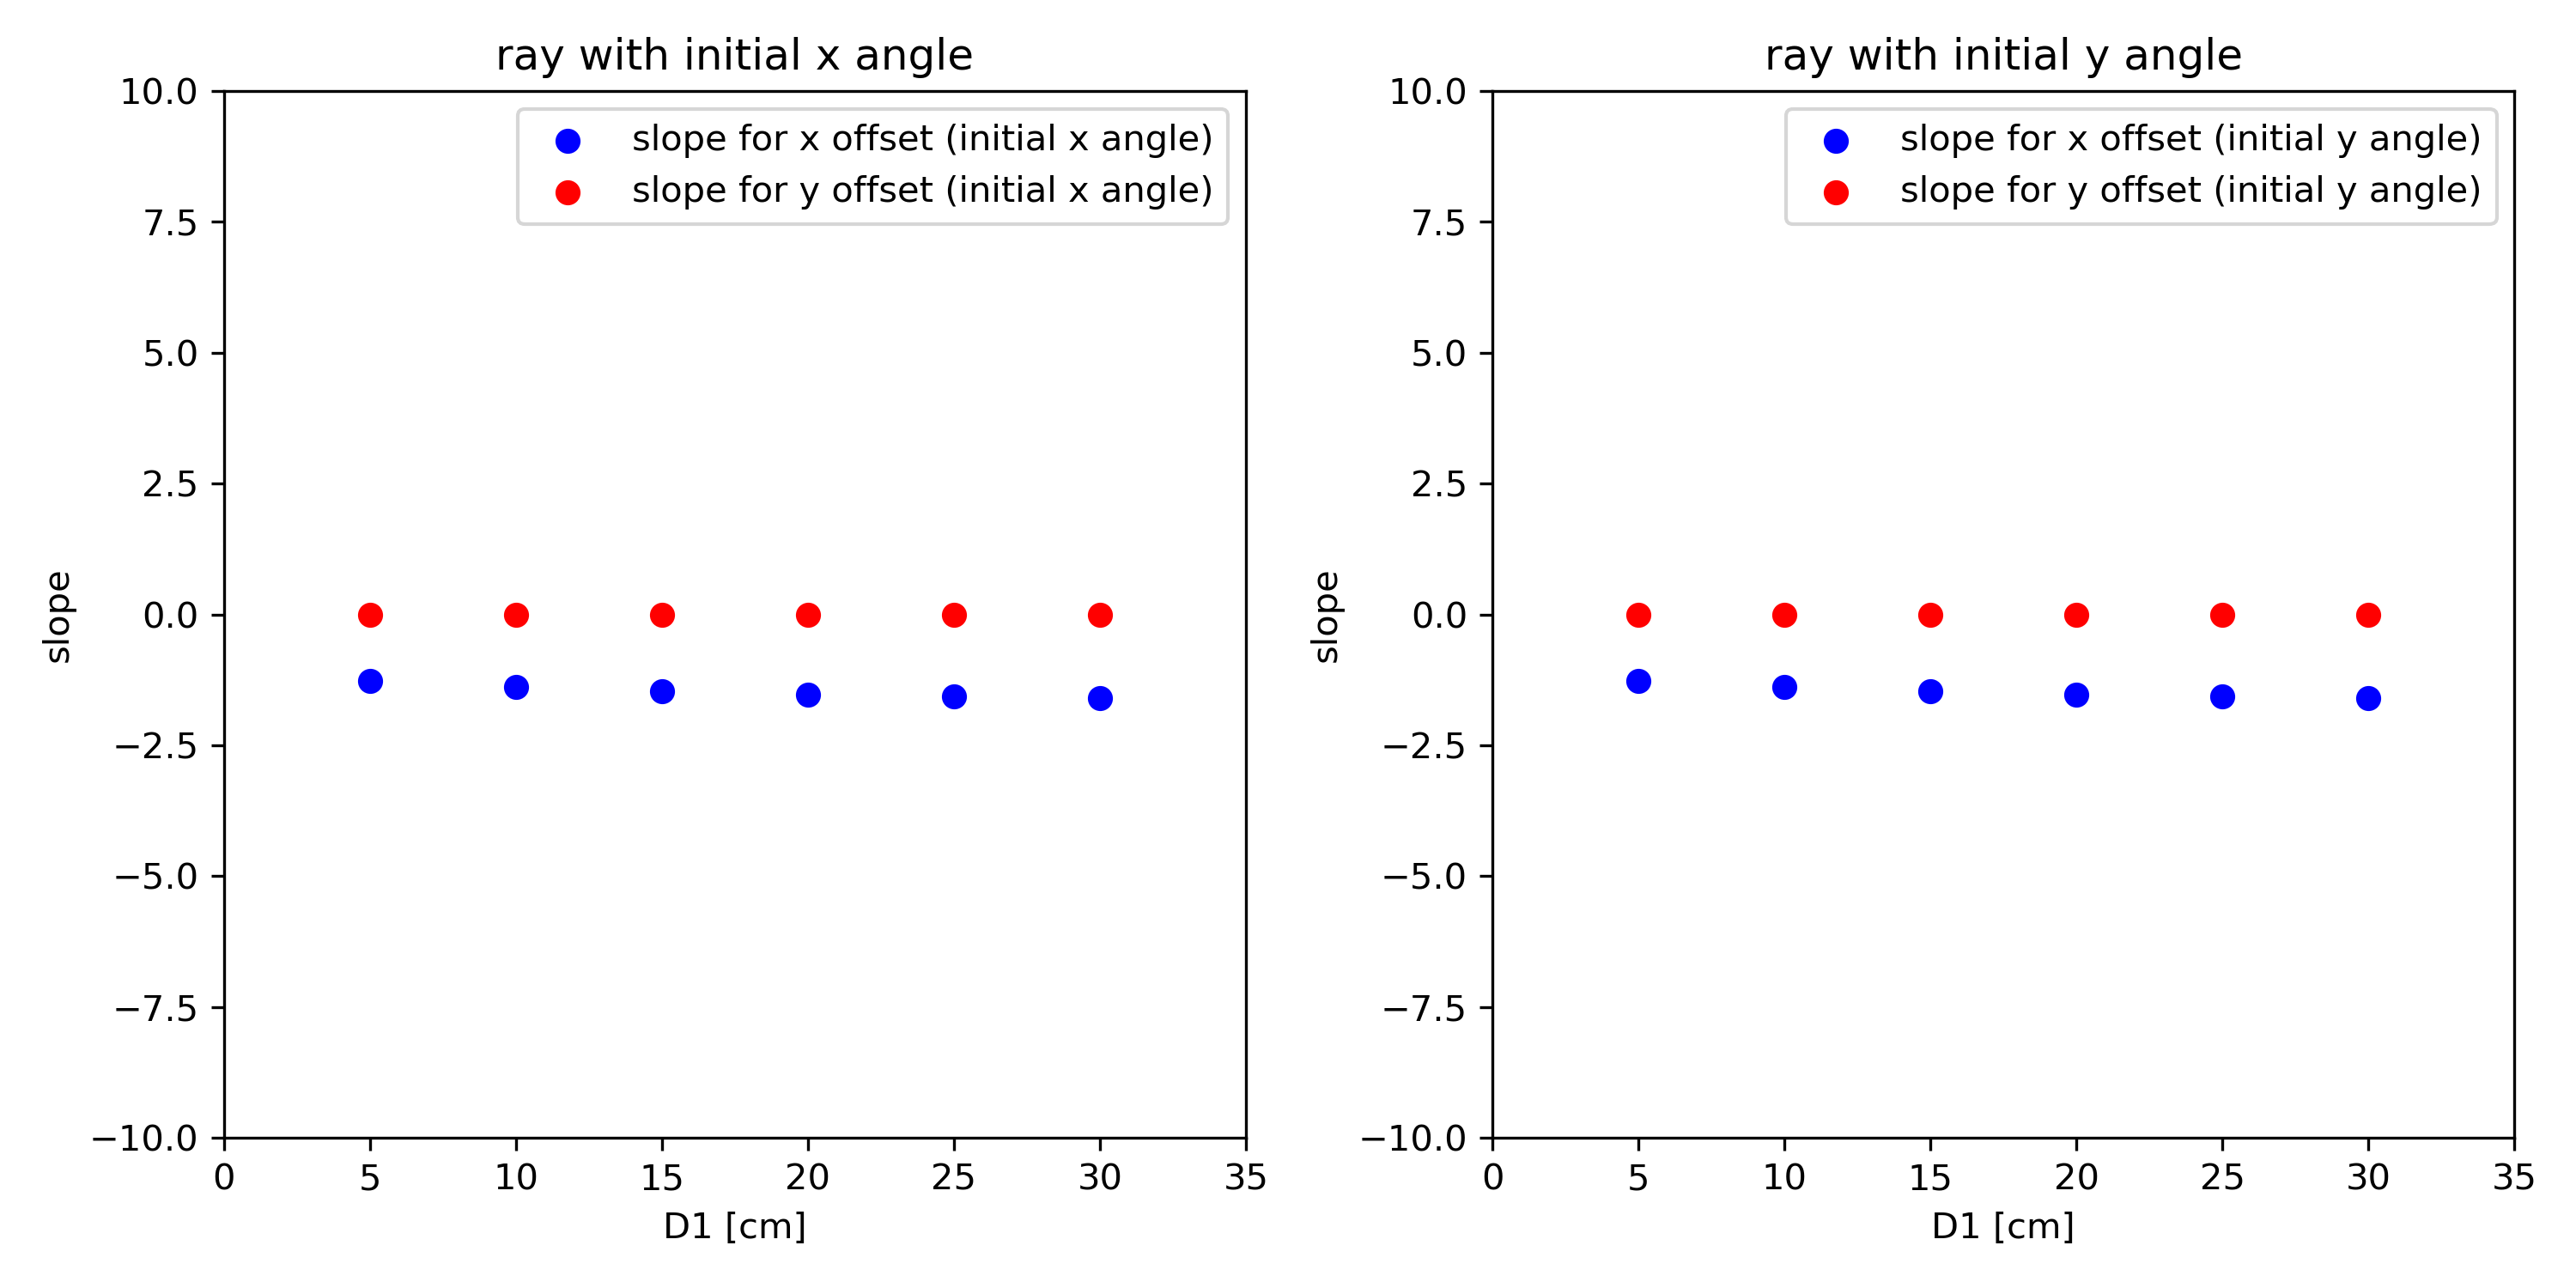 ray with initial x angle
slope for x offset (initial x angle)
slope for y offset (initial x angle)
10.0
7.5
5.0
2.5
0.0
−2.5
−5.0
−7.5
−10.0
slope
0 5 10 15 20 25 30 35
D1 [cm]
ray with initial y angle
slope for x offset (initial y angle)
slope for y offset (initial y angle)
10.0
7.5
5.0
2.5
0.0
−2.5
−5.0
−7.5
−10.0
slope
0 5 10 15 20 25 30 35
D1 [cm]